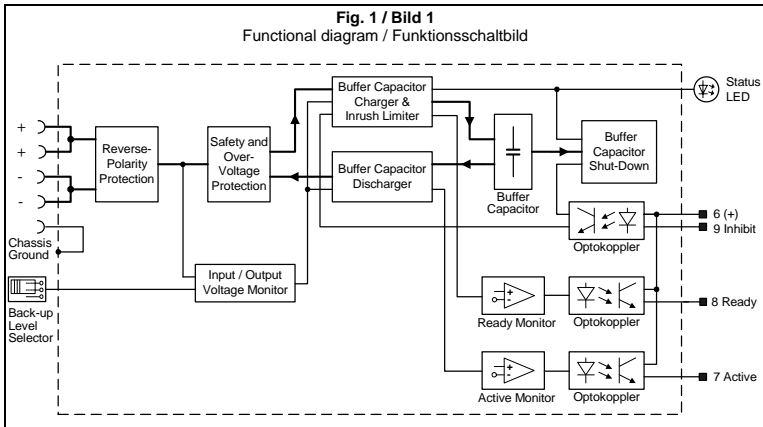 Fig. 1 / Bild 1
Functional diagram / Funktionsschaltbild
Status
LED
Buffer Capacitor
Charger &
Inrush Limiter
+
+
-
-
Reverse-
Polarity
Protection
Safety and
Over-
Voltage
Protection
Buffer Capacitor
Discharger
Buffer
Capacitor
Buffer
Capacitor
Shut-Down
Chassis
Ground
6 (+)
9 Inhibit
Optokoppler
Input / Output
Voltage Monitor
Back-up
Level
Selector
+
-
Ready Monitor
Optokoppler
8 Ready
+
-
Active Monitor
Optokoppler
7 Active